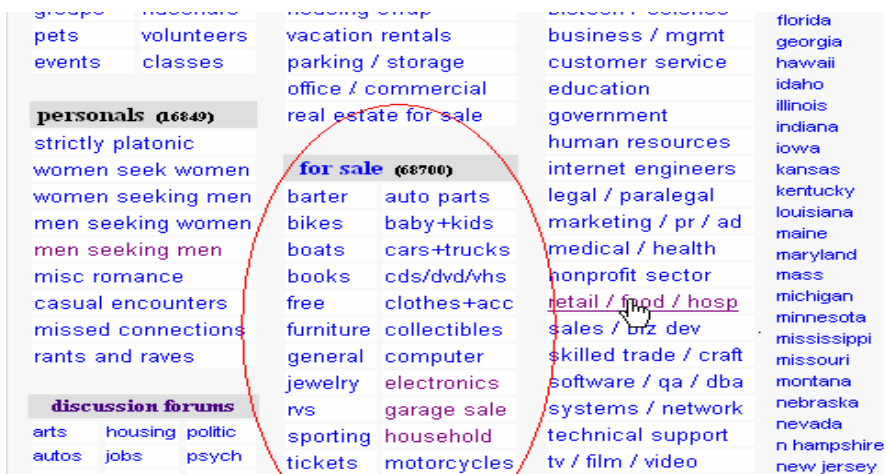 pets volunteers
events classes
personals (16849)
strictly platonic
women seek women
women seeking men
men seeking women
men seeking men
misc romance
casual encounters
missed connections
rants and raves
discussion forums
arts housing politic
autos jobs psych
vacation rentals
parking / storage
office / commercial
real estate for sale
for sale (68700)
barter auto parts
bikes baby+kids
boats cars+trucks
books cds/dvd/vhs
free clothes+acc
furniture collectibles
general computer
jewelry electronics
rvs garage sale
sporting household
tickets motorcycles
business / mgmt
customer service
education
government
human resources
internet engineers
legal / paralegal
marketing / pr / ad
medical / health
nonprofit sector
retail / food / hosp
sales / biz dev
skilled trade / craft
software / qa / dba
systems / network
technical support
tv / film / video
florida
georgia
hawaii
idaho
illinois
indiana
iowa
kansas
kentucky
louisiana
maine
maryland
mass
michigan
minnesota
mississippi
missouri
montana
nebraska
nevada
n hampshire
new jersey